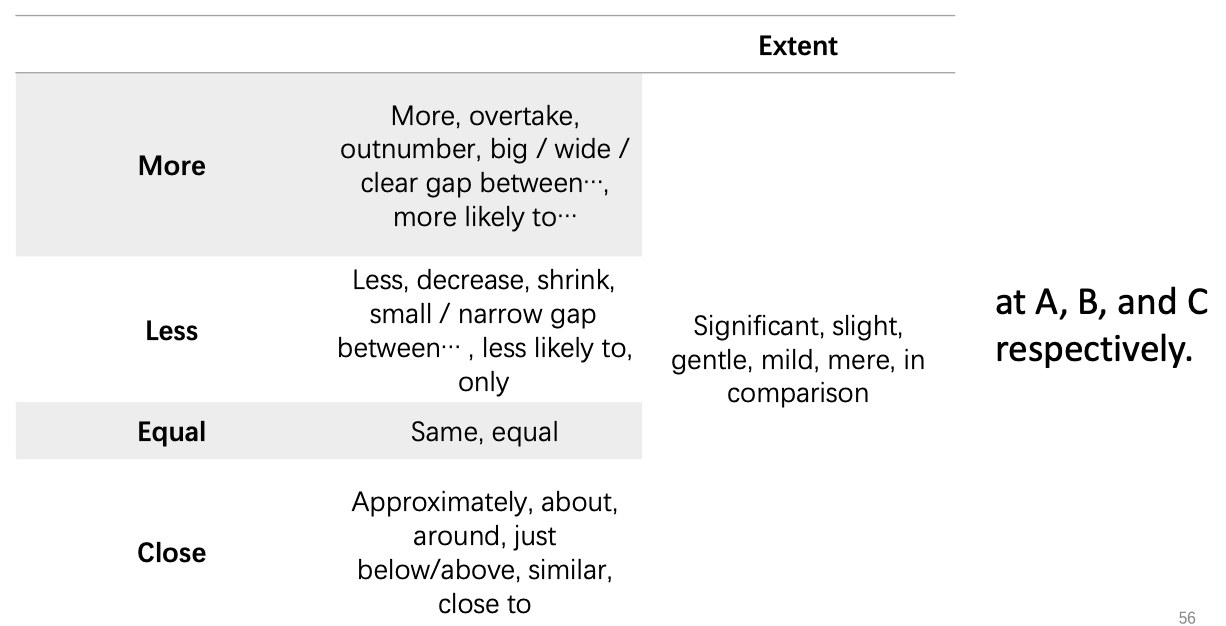 Extent
More
More, overtake,
outnumber, big / wide /
clear gap between···,
more likely to···
Less
Less, decrease, shrink,
small / narrow gap
between··· , less likely to,
only
Equal
Same, equal
Close
Approximately, about,
around, just
below/above, similar,
close to
Significant, slight,
gentle, mild, mere, in
comparison
at A, B, and C
respectively.
56